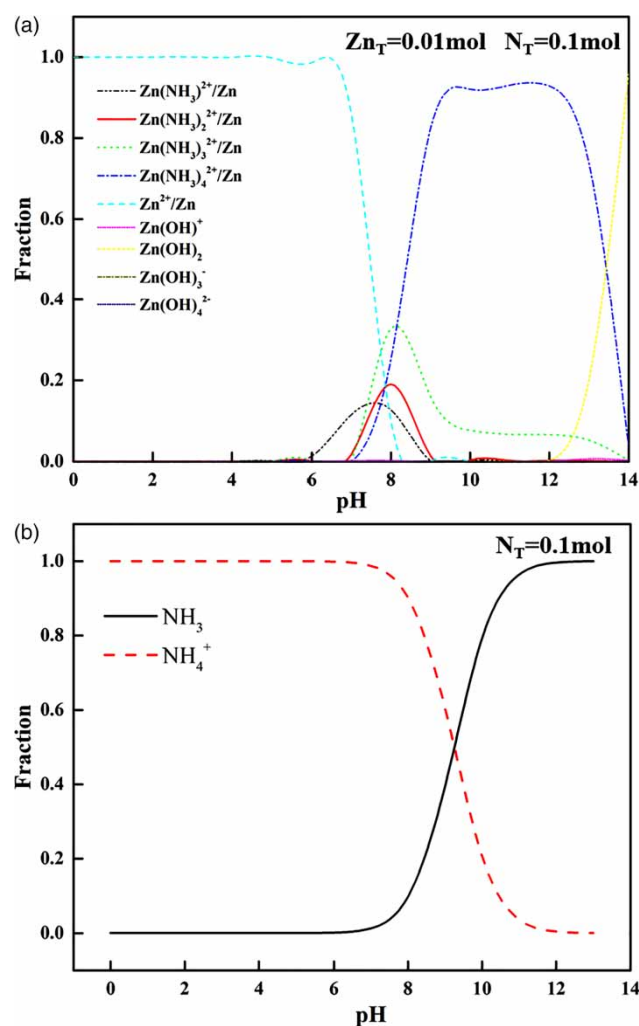 (a)
Zn_T=0.01mol N_T=0.1mol
1.0
0.8
0.6
0.4
0.2
0.0
Fraction
Zn(NH₃)²⁺/Zn
Zn(NH₃)₂²⁺/Zn
Zn(NH₃)₃²⁺/Zn
Zn(NH₃)₄²⁺/Zn
Zn²⁺/Zn
Zn(OH)⁺
Zn(OH)₂
Zn(OH)₃⁻
Zn(OH)₄²⁻
0 2 4 6 8 10 12 14
pH
(b)
N_T=0.1mol
1.0
0.8
0.6
0.4
0.2
0.0
Fraction
NH₃
NH₄⁺
0 2 4 6 8 10 12 14
pH